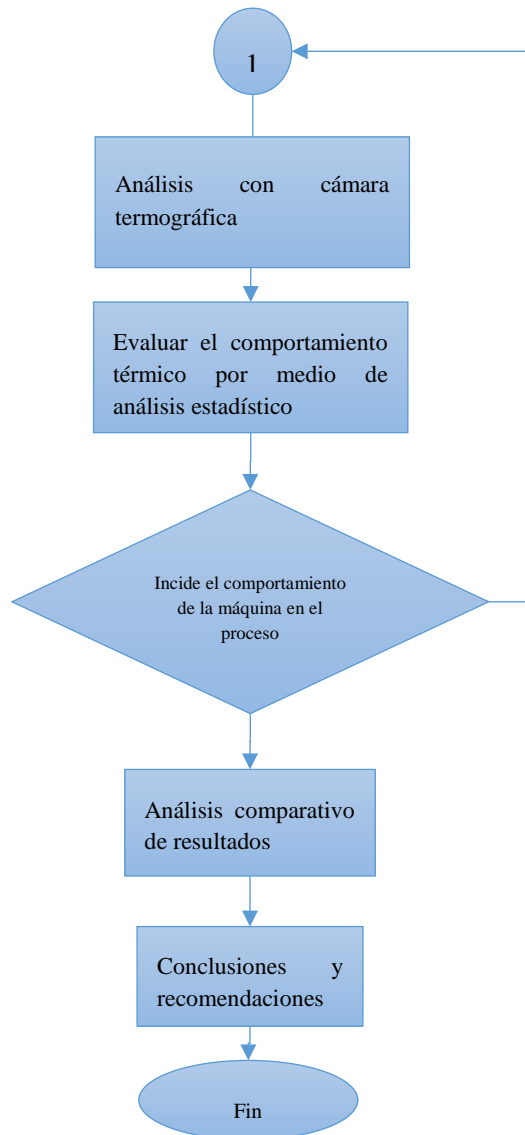 1
Análisis con cámara
termográfica
Evaluar el comportamiento
térmico por medio de
análisis estadístico
Incide el comportamiento
de la máquina en el
proceso
Análisis comparativo
de resultados
Conclusiones y
recomendaciones
Fin